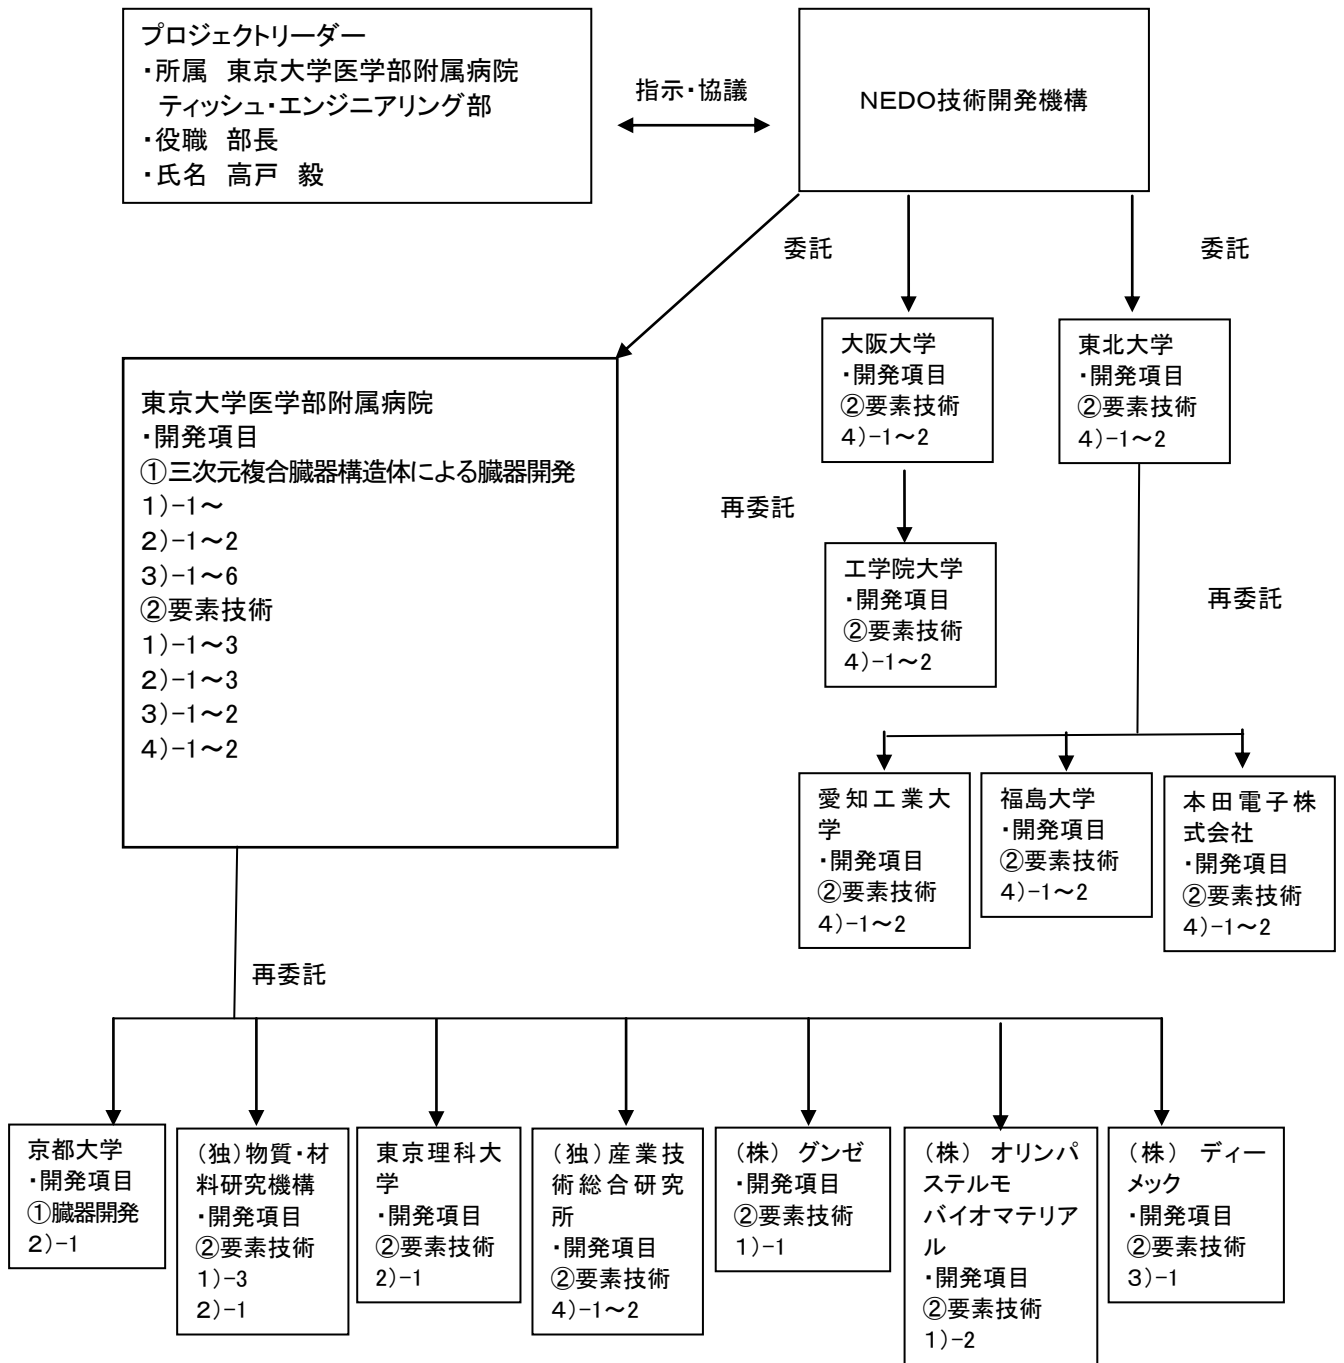 プロジェクトリーダー
・所属　東京大学医学部附属病院
ティッシュ・エンジニアリング部
・役職　部長
・氏名　高戸　毅
指示・協議
NEDO技術開発機構
委託
委託
大阪大学
・開発項目
②要素技術
4)-1～2
東北大学
・開発項目
②要素技術
4)-1～2
東京大学医学部附属病院
・開発項目
①三次元複合臓器構造体による臓器開発
1)-1～
2)-1～2
3)-1～6
②要素技術
1)-1～3
2)-1～3
3)-1～2
4)-1～2
再委託
工学院大学
・開発項目
②要素技術
4)-1～2
再委託
愛知工業大
学
・開発項目
②要素技術
4)-1～2
福島大学
・開発項目
②要素技術
4)-1～2
本田電子株
式会社
・開発項目
②要素技術
4)-1～2
再委託
京都大学
・開発項目
①臓器開発
2)-1
(独)物質・材
料研究機構
・開発項目
②要素技術
1)-3
2)-1
東京理科大
学
・開発項目
②要素技術
2)-1
(独)産業技
術総合研究
所
・開発項目
②要素技術
4)-1～2
(株) グンゼ
・開発項目
②要素技術
1)-1
(株) オリンパ
ステルモ
バイオマテリア
ル
・開発項目
②要素技術
1)-2
(株) ディー
メック
・開発項目
②要素技術
3)-1